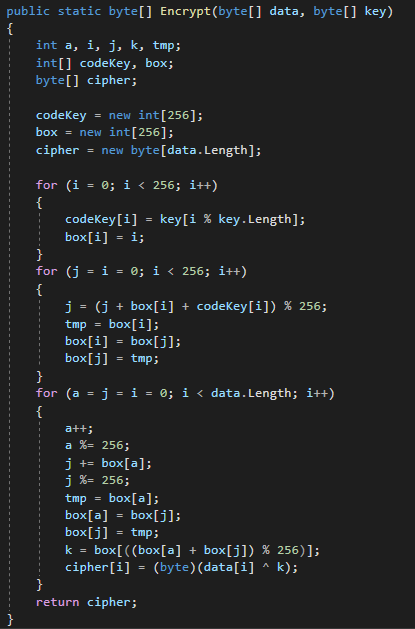 public static byte[] Encrypt(byte[] data, byte[] key)
{
int a, i, j, k, tmp;
int[] codeKey, box;
byte[] cipher;
codeKey = new int[256];
box = new int[256];
cipher = new byte[data.Length];
for (i = 0; i < 256; i++)
{
codeKey[i] = key[i % key.Length];
box[i] = i;
}
for (j = i = 0; i < 256; i++)
{
j = (j + box[i] + codeKey[i]) % 256;
tmp = box[i];
box[i] = box[j];
box[j] = tmp;
}
for (a = j = i = 0; i < data.Length; i++)
{
a++;
a %= 256;
j += box[a];
j %= 256;
tmp = box[a];
box[a] = box[j];
box[j] = tmp;
k = box[((box[a] + box[j]) % 256)];
cipher[i] = (byte)(data[i] ^ k);
}
return cipher;
}